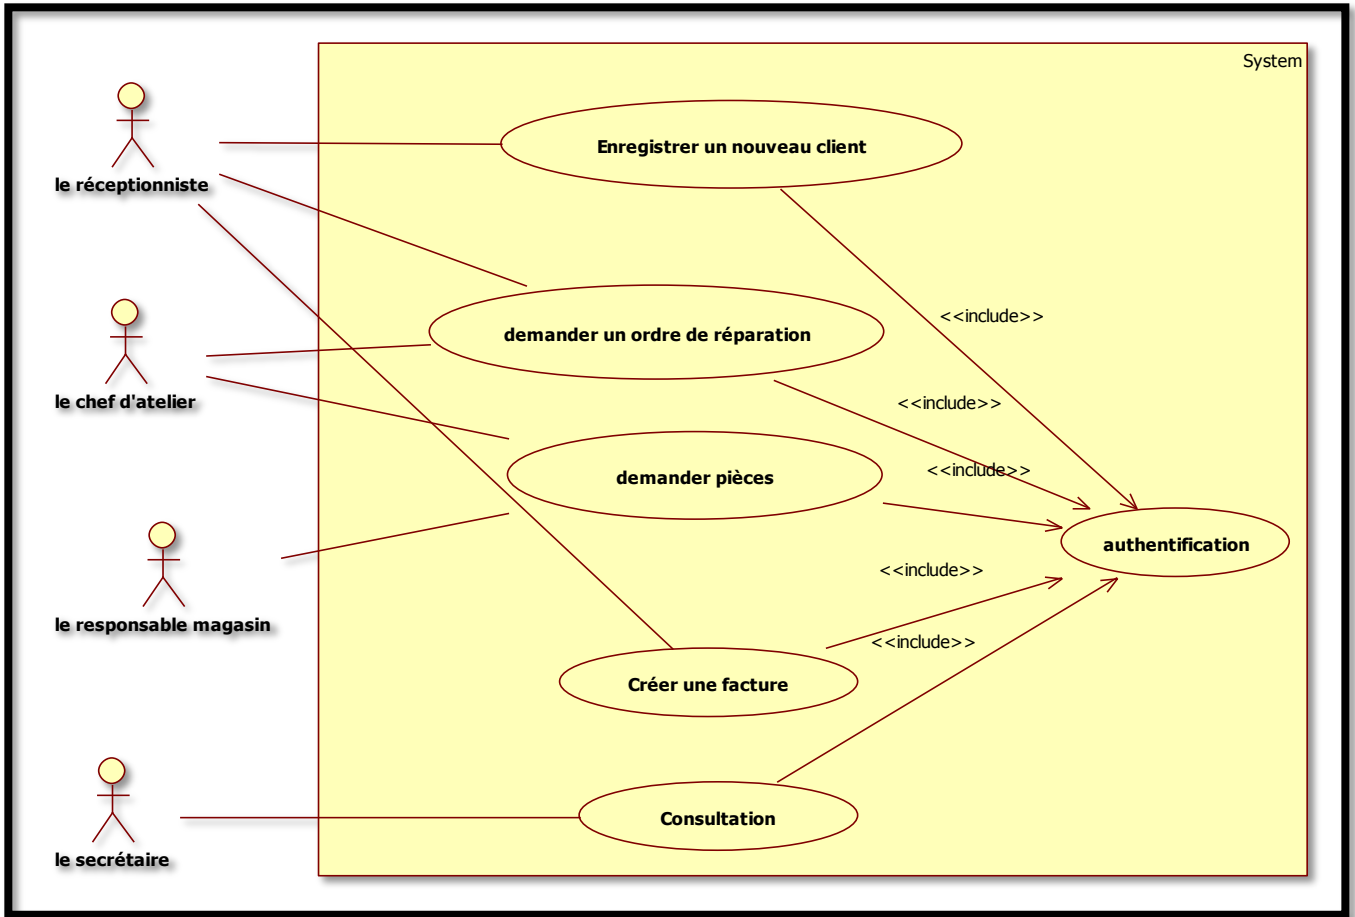 System
Enregistrer un nouveau client
le réceptionniste
<<include>>
demander un ordre de réparation
le chef d'atelier
<<include>>
<<include>>
demander pièces
authentification
<<include>>
le responsable magasin
<<include>>
Créer une facture
Consultation
le secrétaire